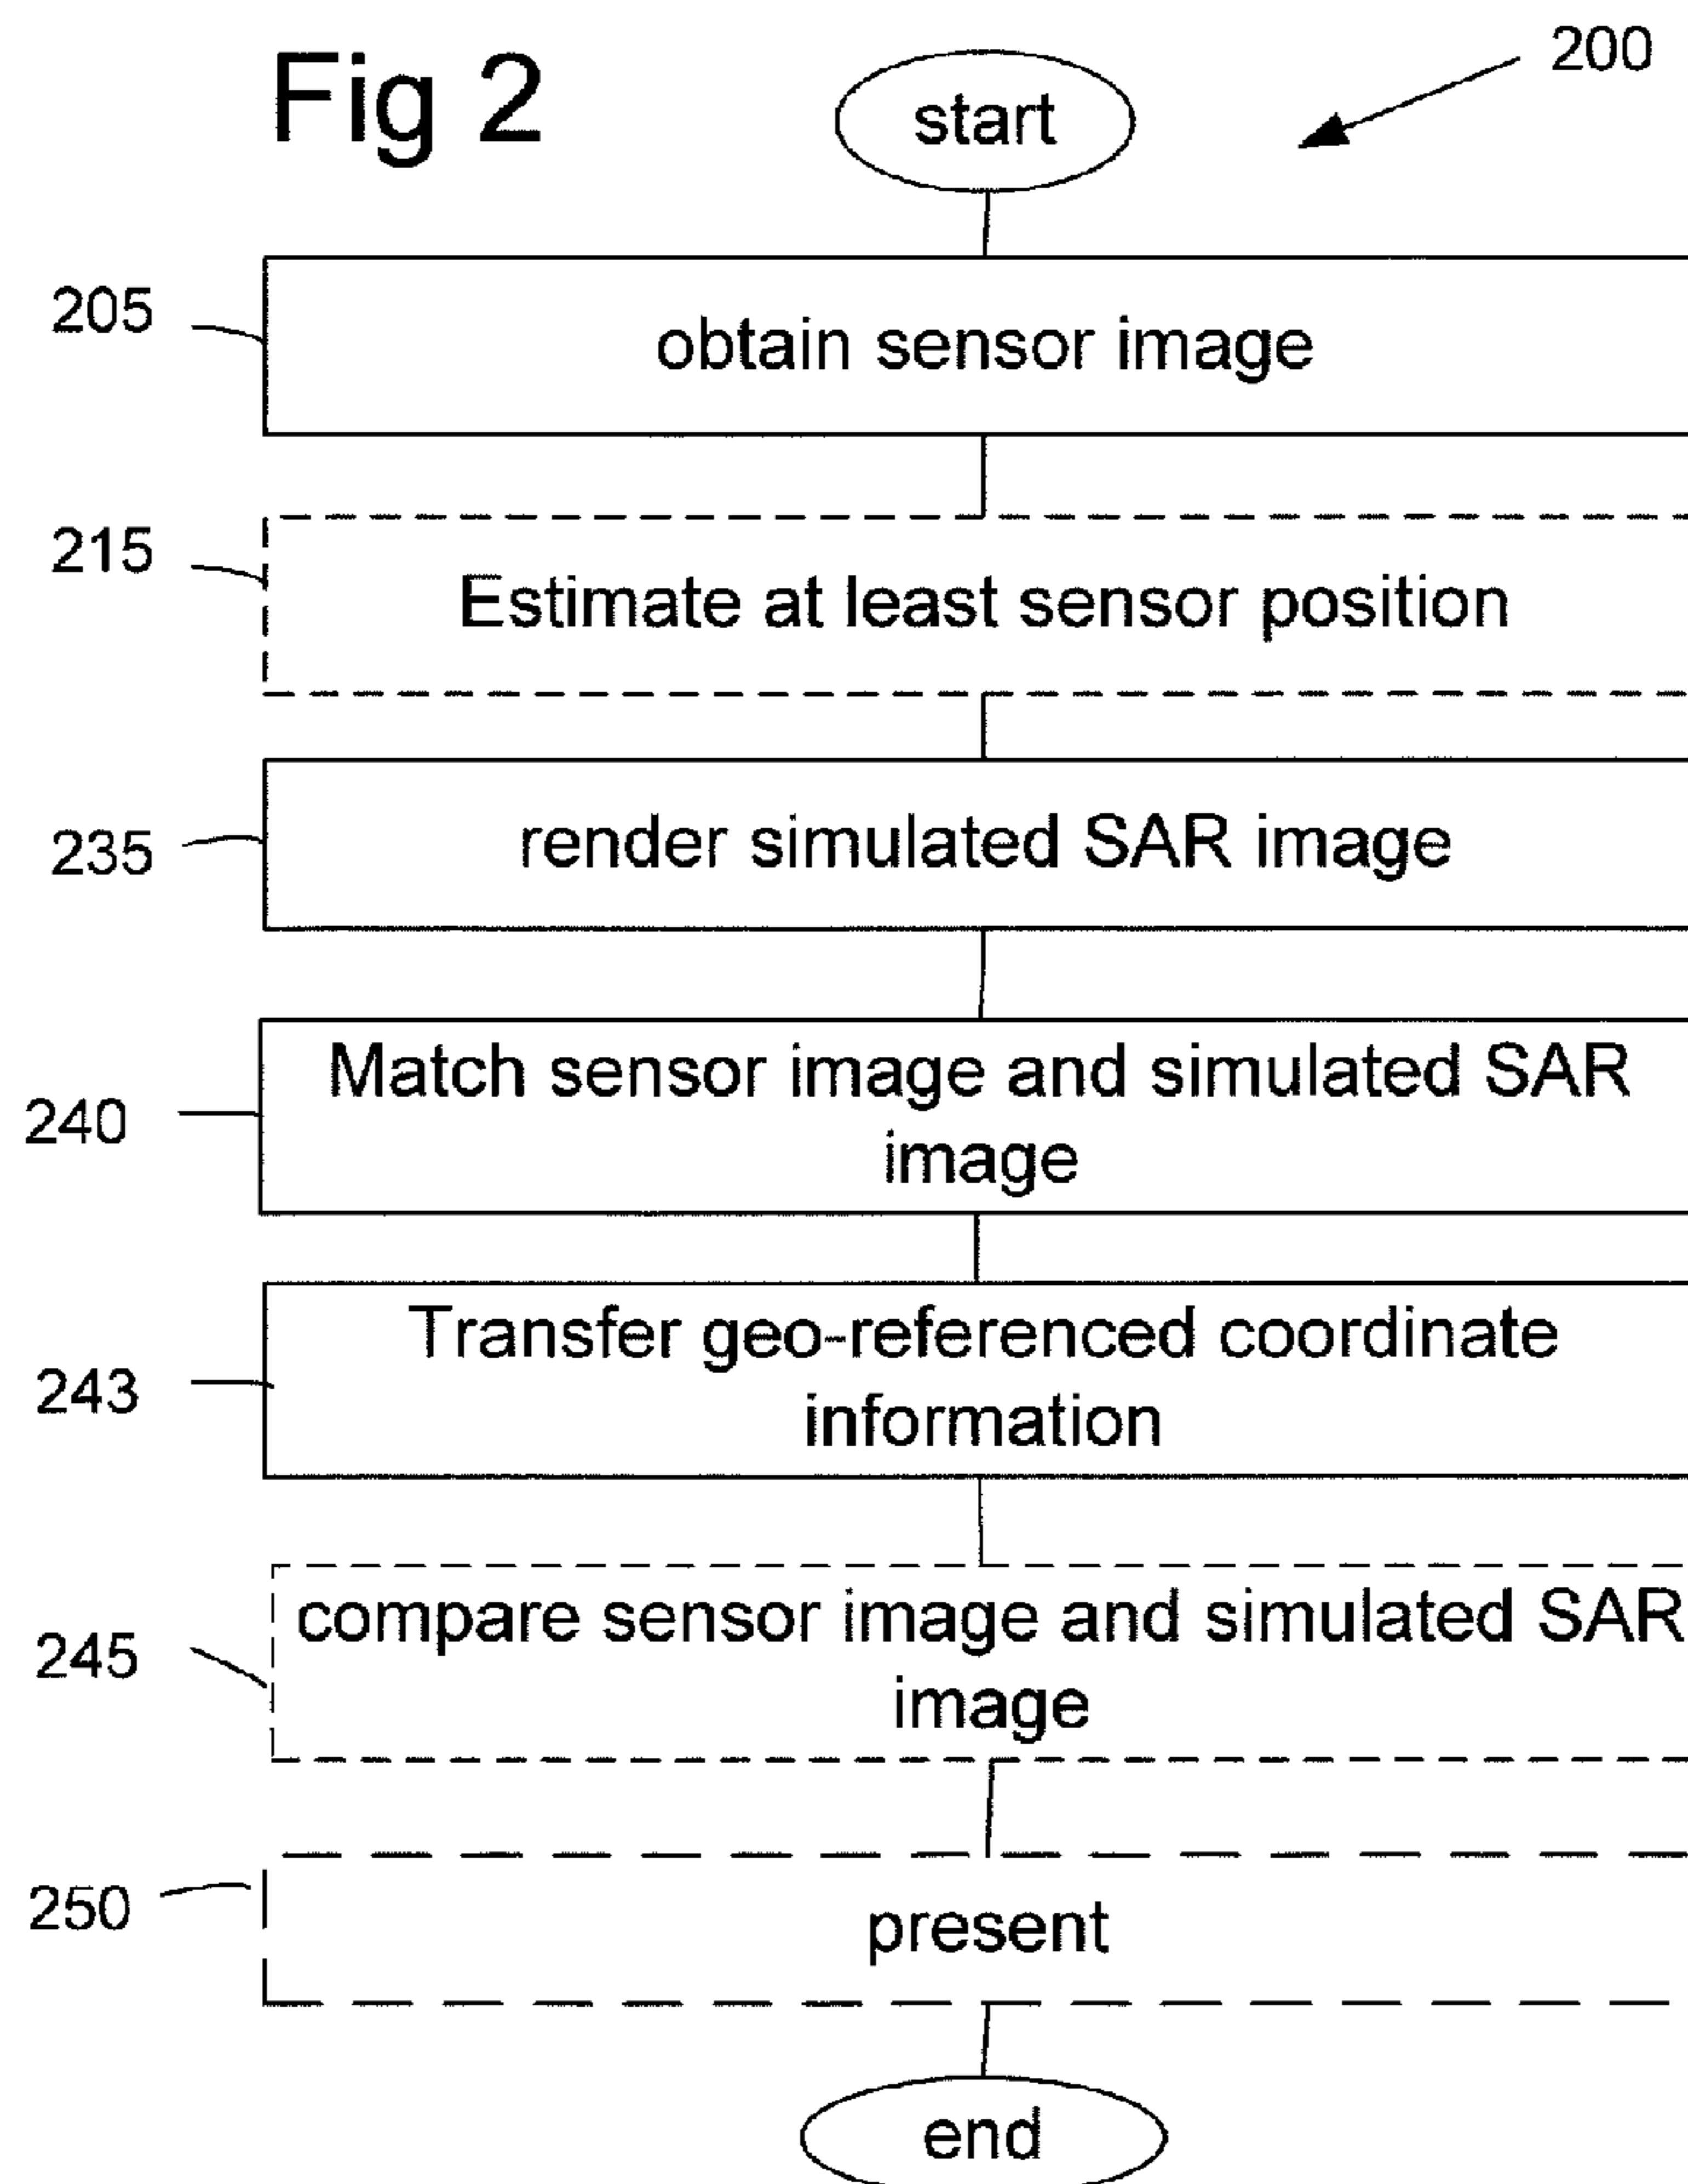 Fig 2
200
start
205
obtain sensor image
215
Estimate at least sensor position
235
render simulated SAR image
240
Match sensor image and simulated SAR
image
243
Transfer geo-referenced coordinate
information
245
compare sensor image and simulated SAR
image
250
present
end